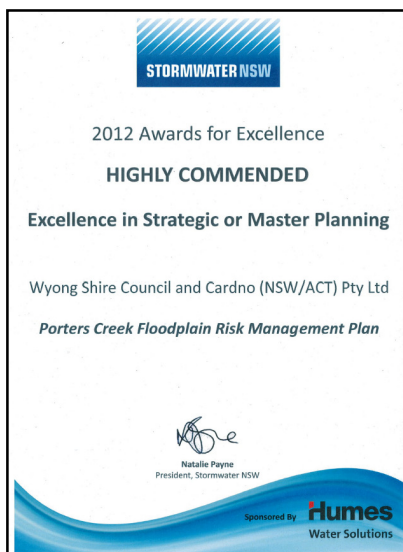 STORMWATER NSW
2012 Awards for Excellence
HIGHLY COMMENDED
Excellence in Strategic or Master Planning
Wyong Shire Council and Cardno (NSW/ACT) Pty Ltd
Porters Creek Floodplain Risk Management Plan
Natalie Payne
President, Stormwater NSW
Sponsored By Humes
Water Solutions